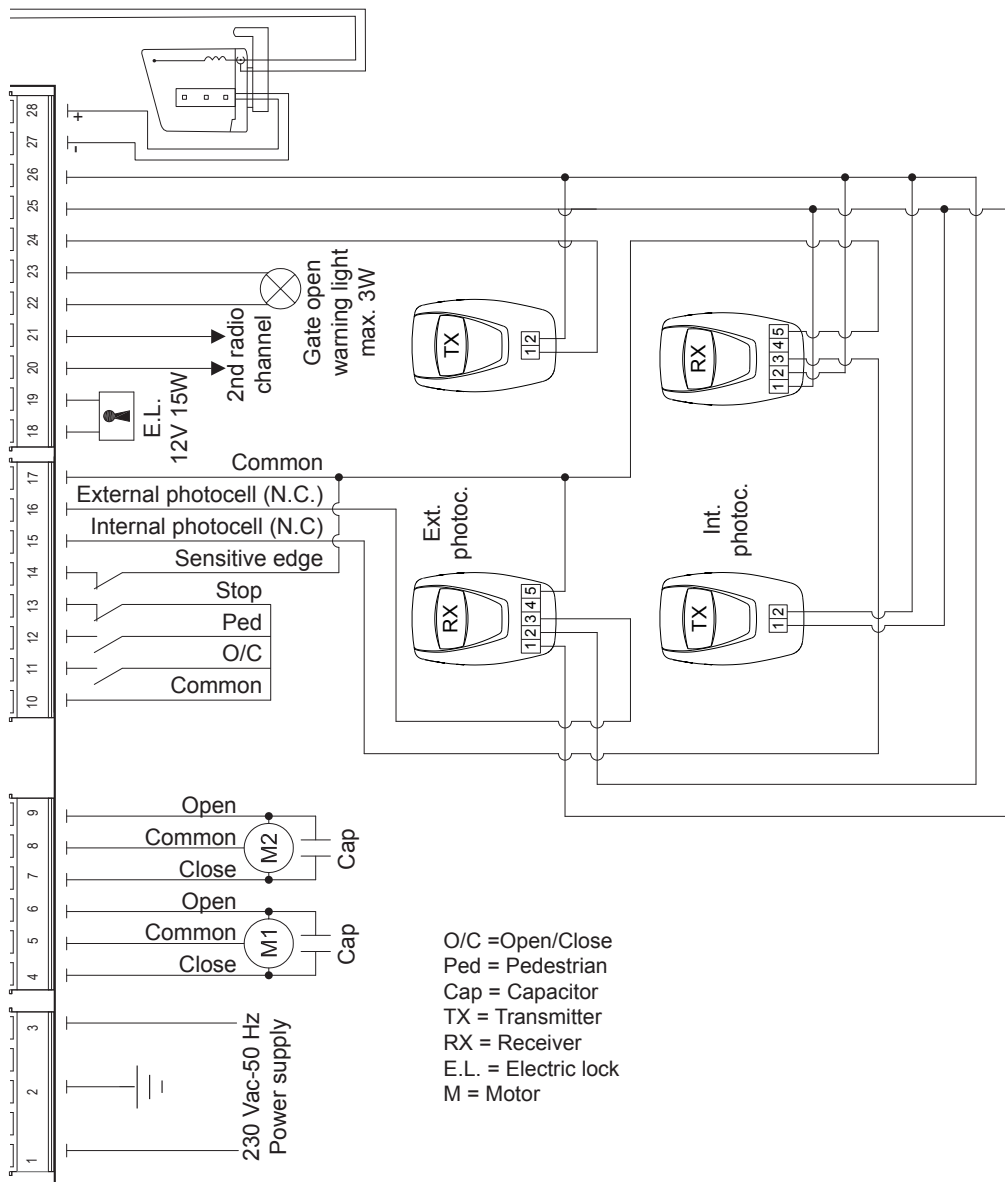 28
+
27
-
26
25
24
23
22
Gate open
warning light
max. 3W
21
20
2nd radio
channel
19
18
E.L.
12V 15W
TX
1 2
RX
1 2 3 4 5
17
Common
16
External photocell (N.C.)
15
Internal photocell (N.C)
14
Sensitive edge
13
Stop
12
Ped
11
O/C
10
Common
Ext.
photoc.
RX
1 2 3 4 5
Int.
photoc.
TX
1 2
9
Open
8
Common
M2
Cap
7
Close
6
Open
5
Common
M1
Cap
4
Close
3
2
1
230 Vac-50 Hz
Power supply
O/C =Open/Close
Ped = Pedestrian
Cap = Capacitor
TX = Transmitter
RX = Receiver
E.L. = Electric lock
M = Motor